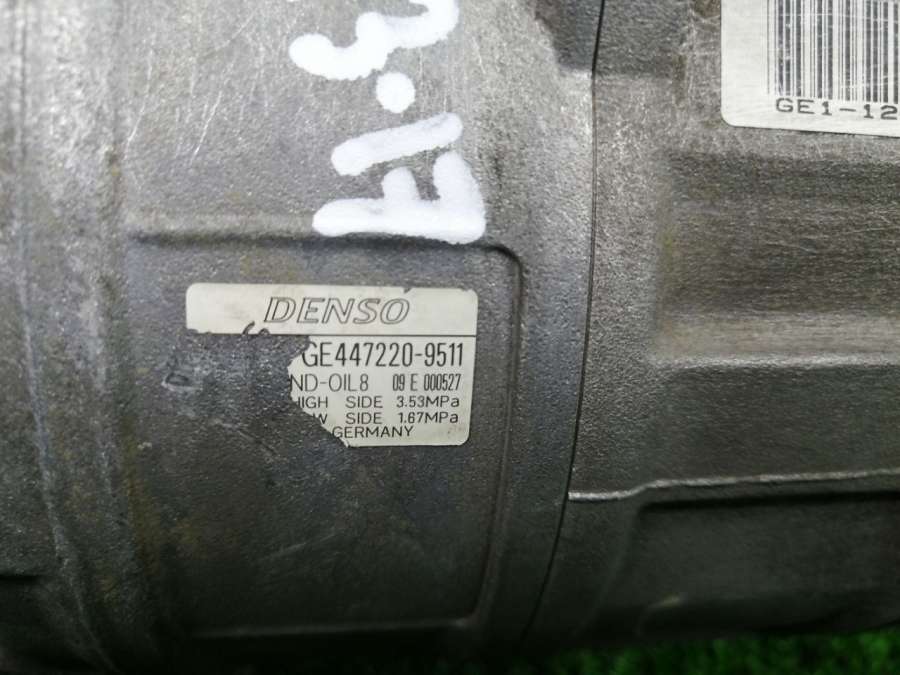 GE1-12
DENSO
GE447220-9511
ND-OIL8 09 E 000527
HIGH SIDE 3.53MPa
W SIDE 1.67MPa
GERMANY